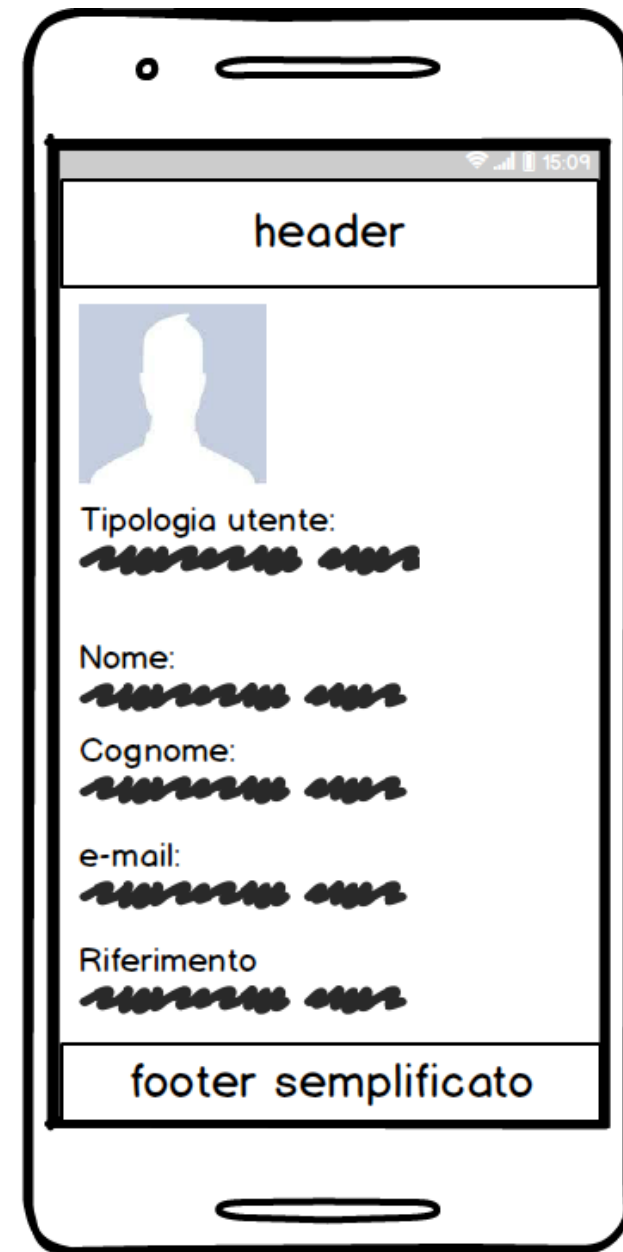 15:09
header
Tipologia utente:
Nome:
Cognome:
e-mail:
Riferimento
footer semplificato